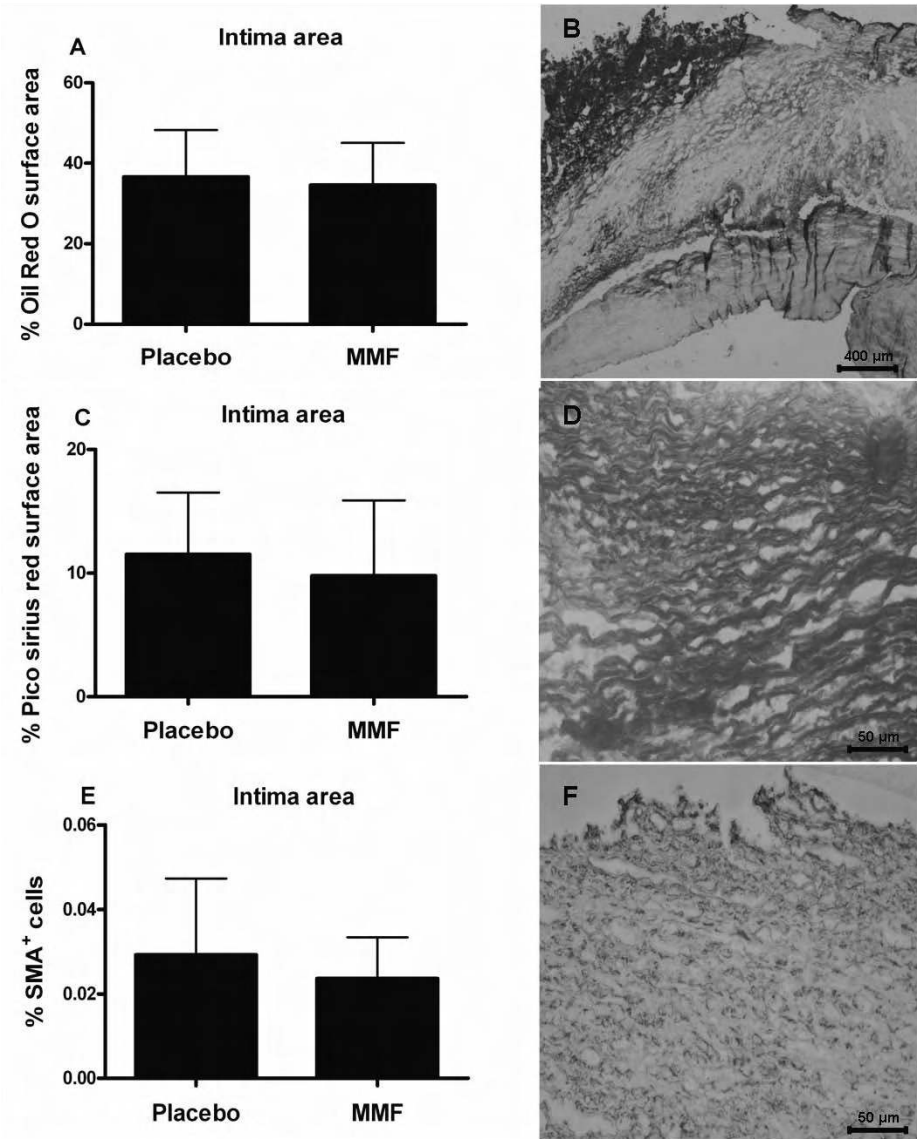 A
Intima area
% Oil Red O surface area
60
40
20
0
Placebo
MMF
B
400 µm
C
Intima area
% Pico sirius red surface area
20
10
0
Placebo
MMF
D
50 µm
E
Intima area
% SMA⁺ cells
0.06
0.04
0.02
0.00
Placebo
MMF
F
50 µm